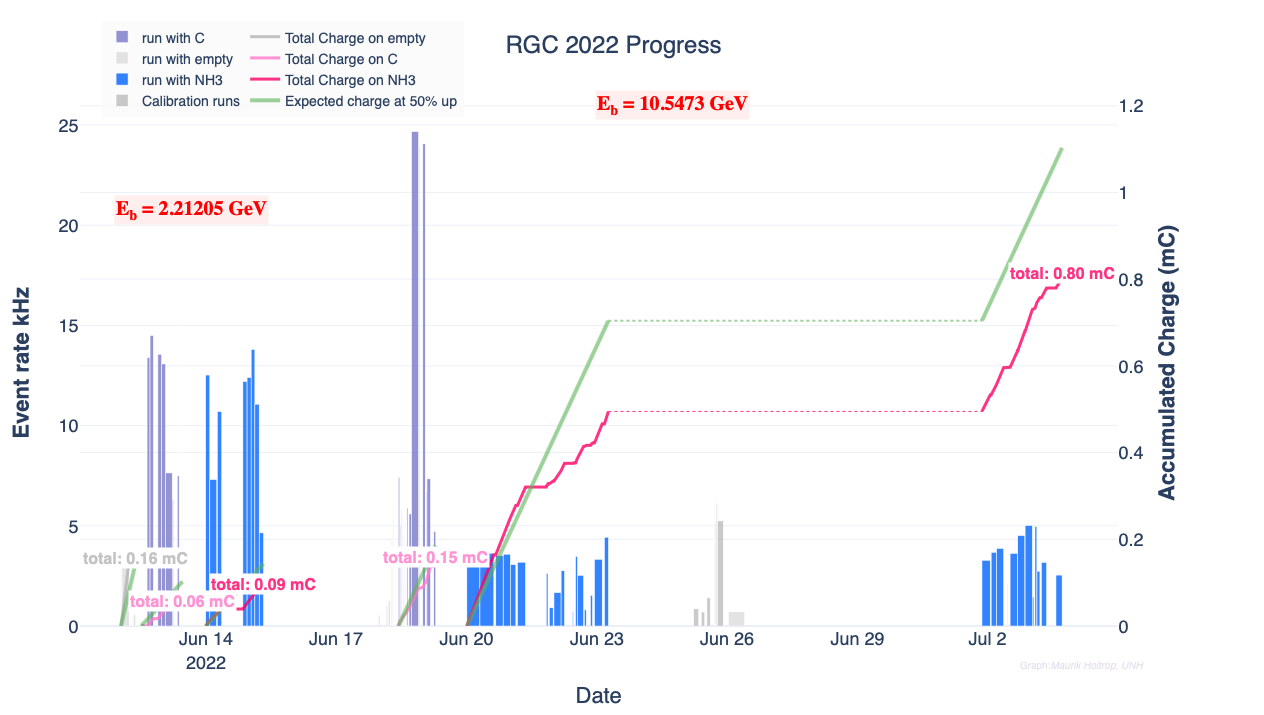 RGC 2022 Progress
run with C
run with empty
run with NH3
Calibration runs
Total Charge on empty
Total Charge on C
Total Charge on NH3
Expected charge at 50% up
Eb = 10.5473 GeV
Eb = 2.21205 GeV
Event rate kHz
25
20
15
10
5
0
1.2
1
0.8
0.6
0.4
0.2
0
Accumulated Charge (mC)
total: 0.80 mC
total: 0.16 mC
total: 0.15 mC
total: 0.09 mC
total: 0.06 mC
Jun 14
2022
Jun 17
Jun 20
Jun 23
Jun 26
Jun 29
Jul 2
Graph:Maurik Holtrop, UNH
Date